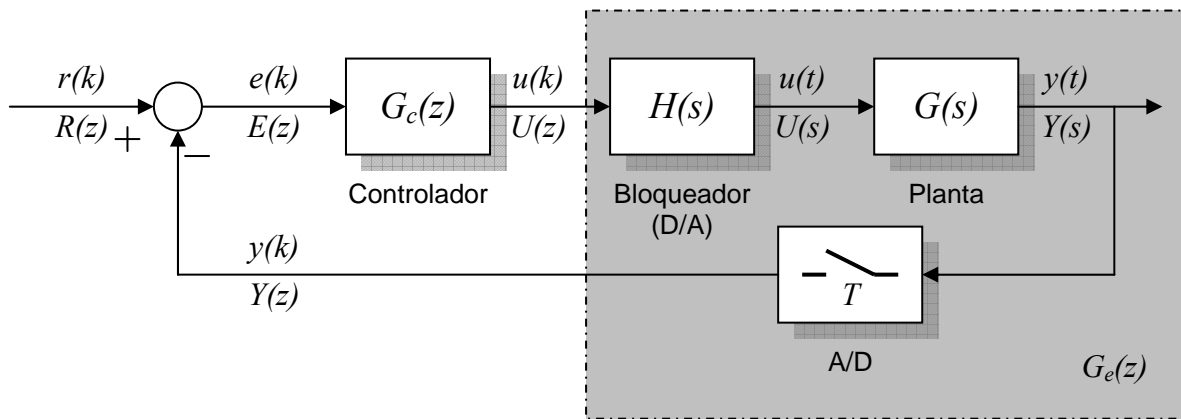 r(k)
R(z)
+
−
e(k)
E(z)
G_c(z)
Controlador
u(k)
U(z)
H(s)
Bloqueador
(D/A)
u(t)
U(s)
G(s)
Planta
y(t)
Y(s)
y(k)
Y(z)
T
A/D
G_e(z)